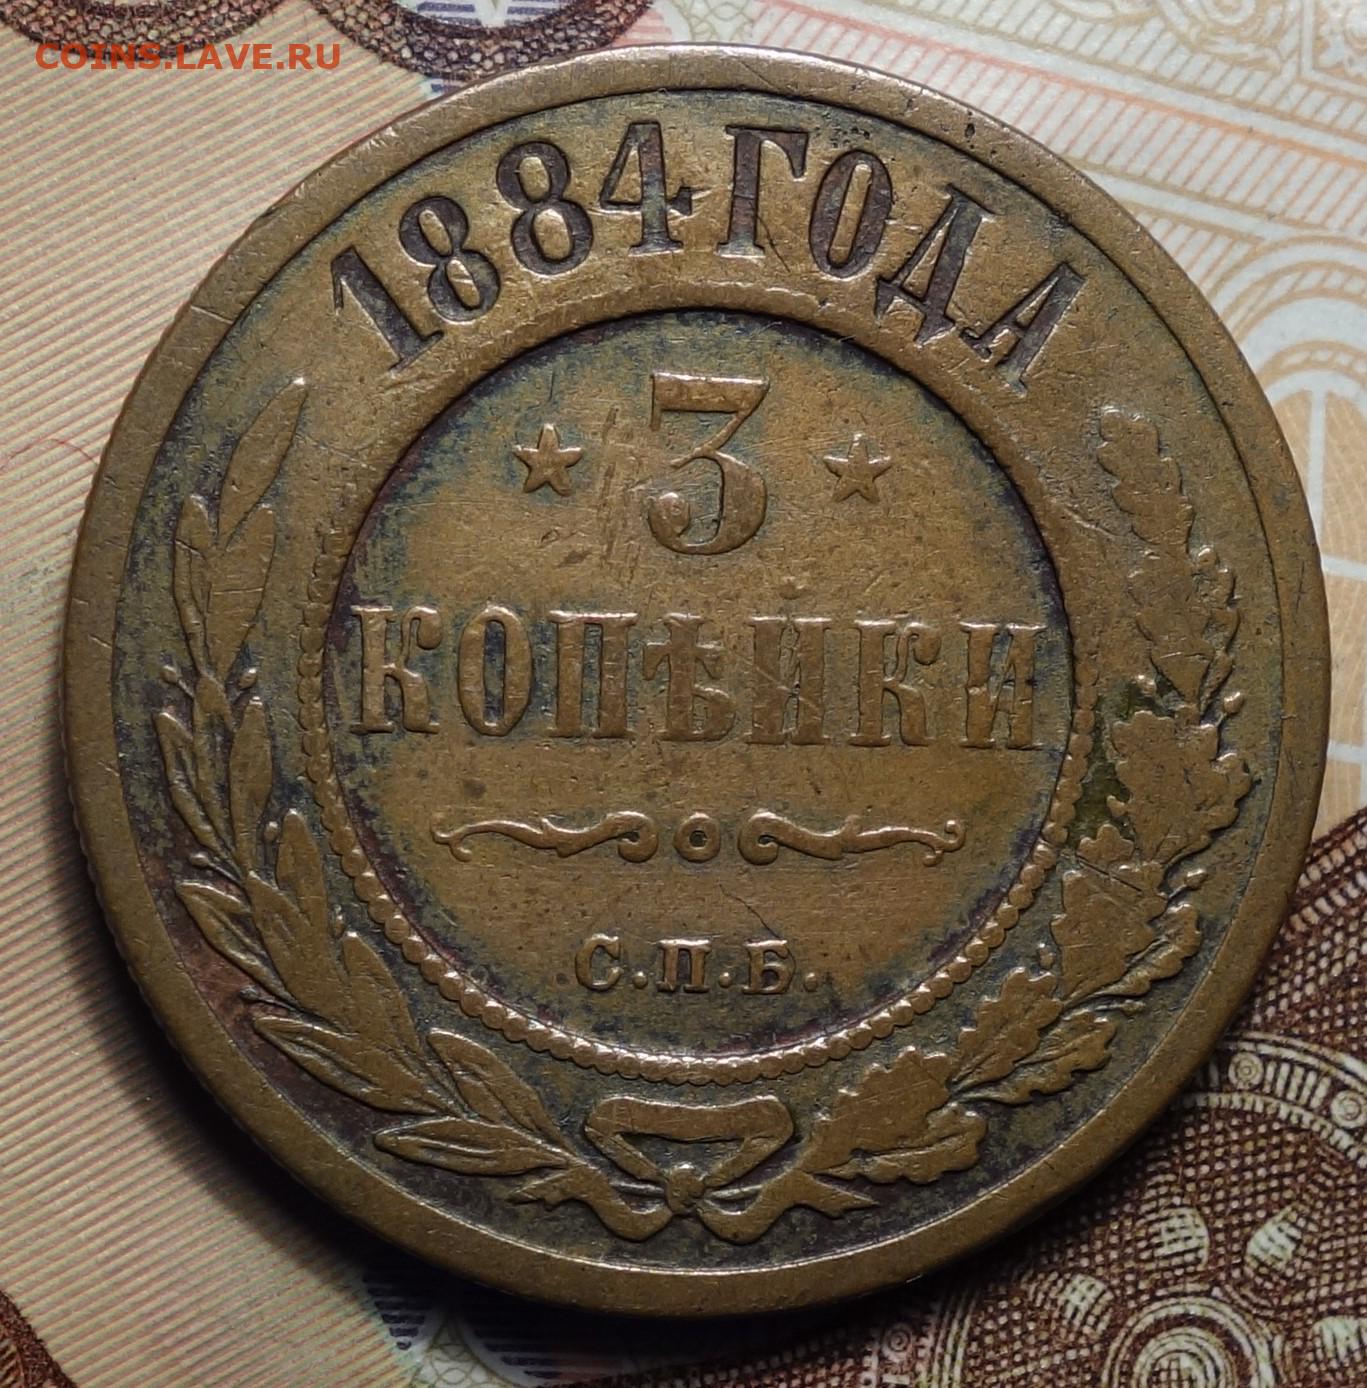 COINS.LAVE.RU
1884 ГОДА
3
КОПѢЙКИ
С.П.Б.